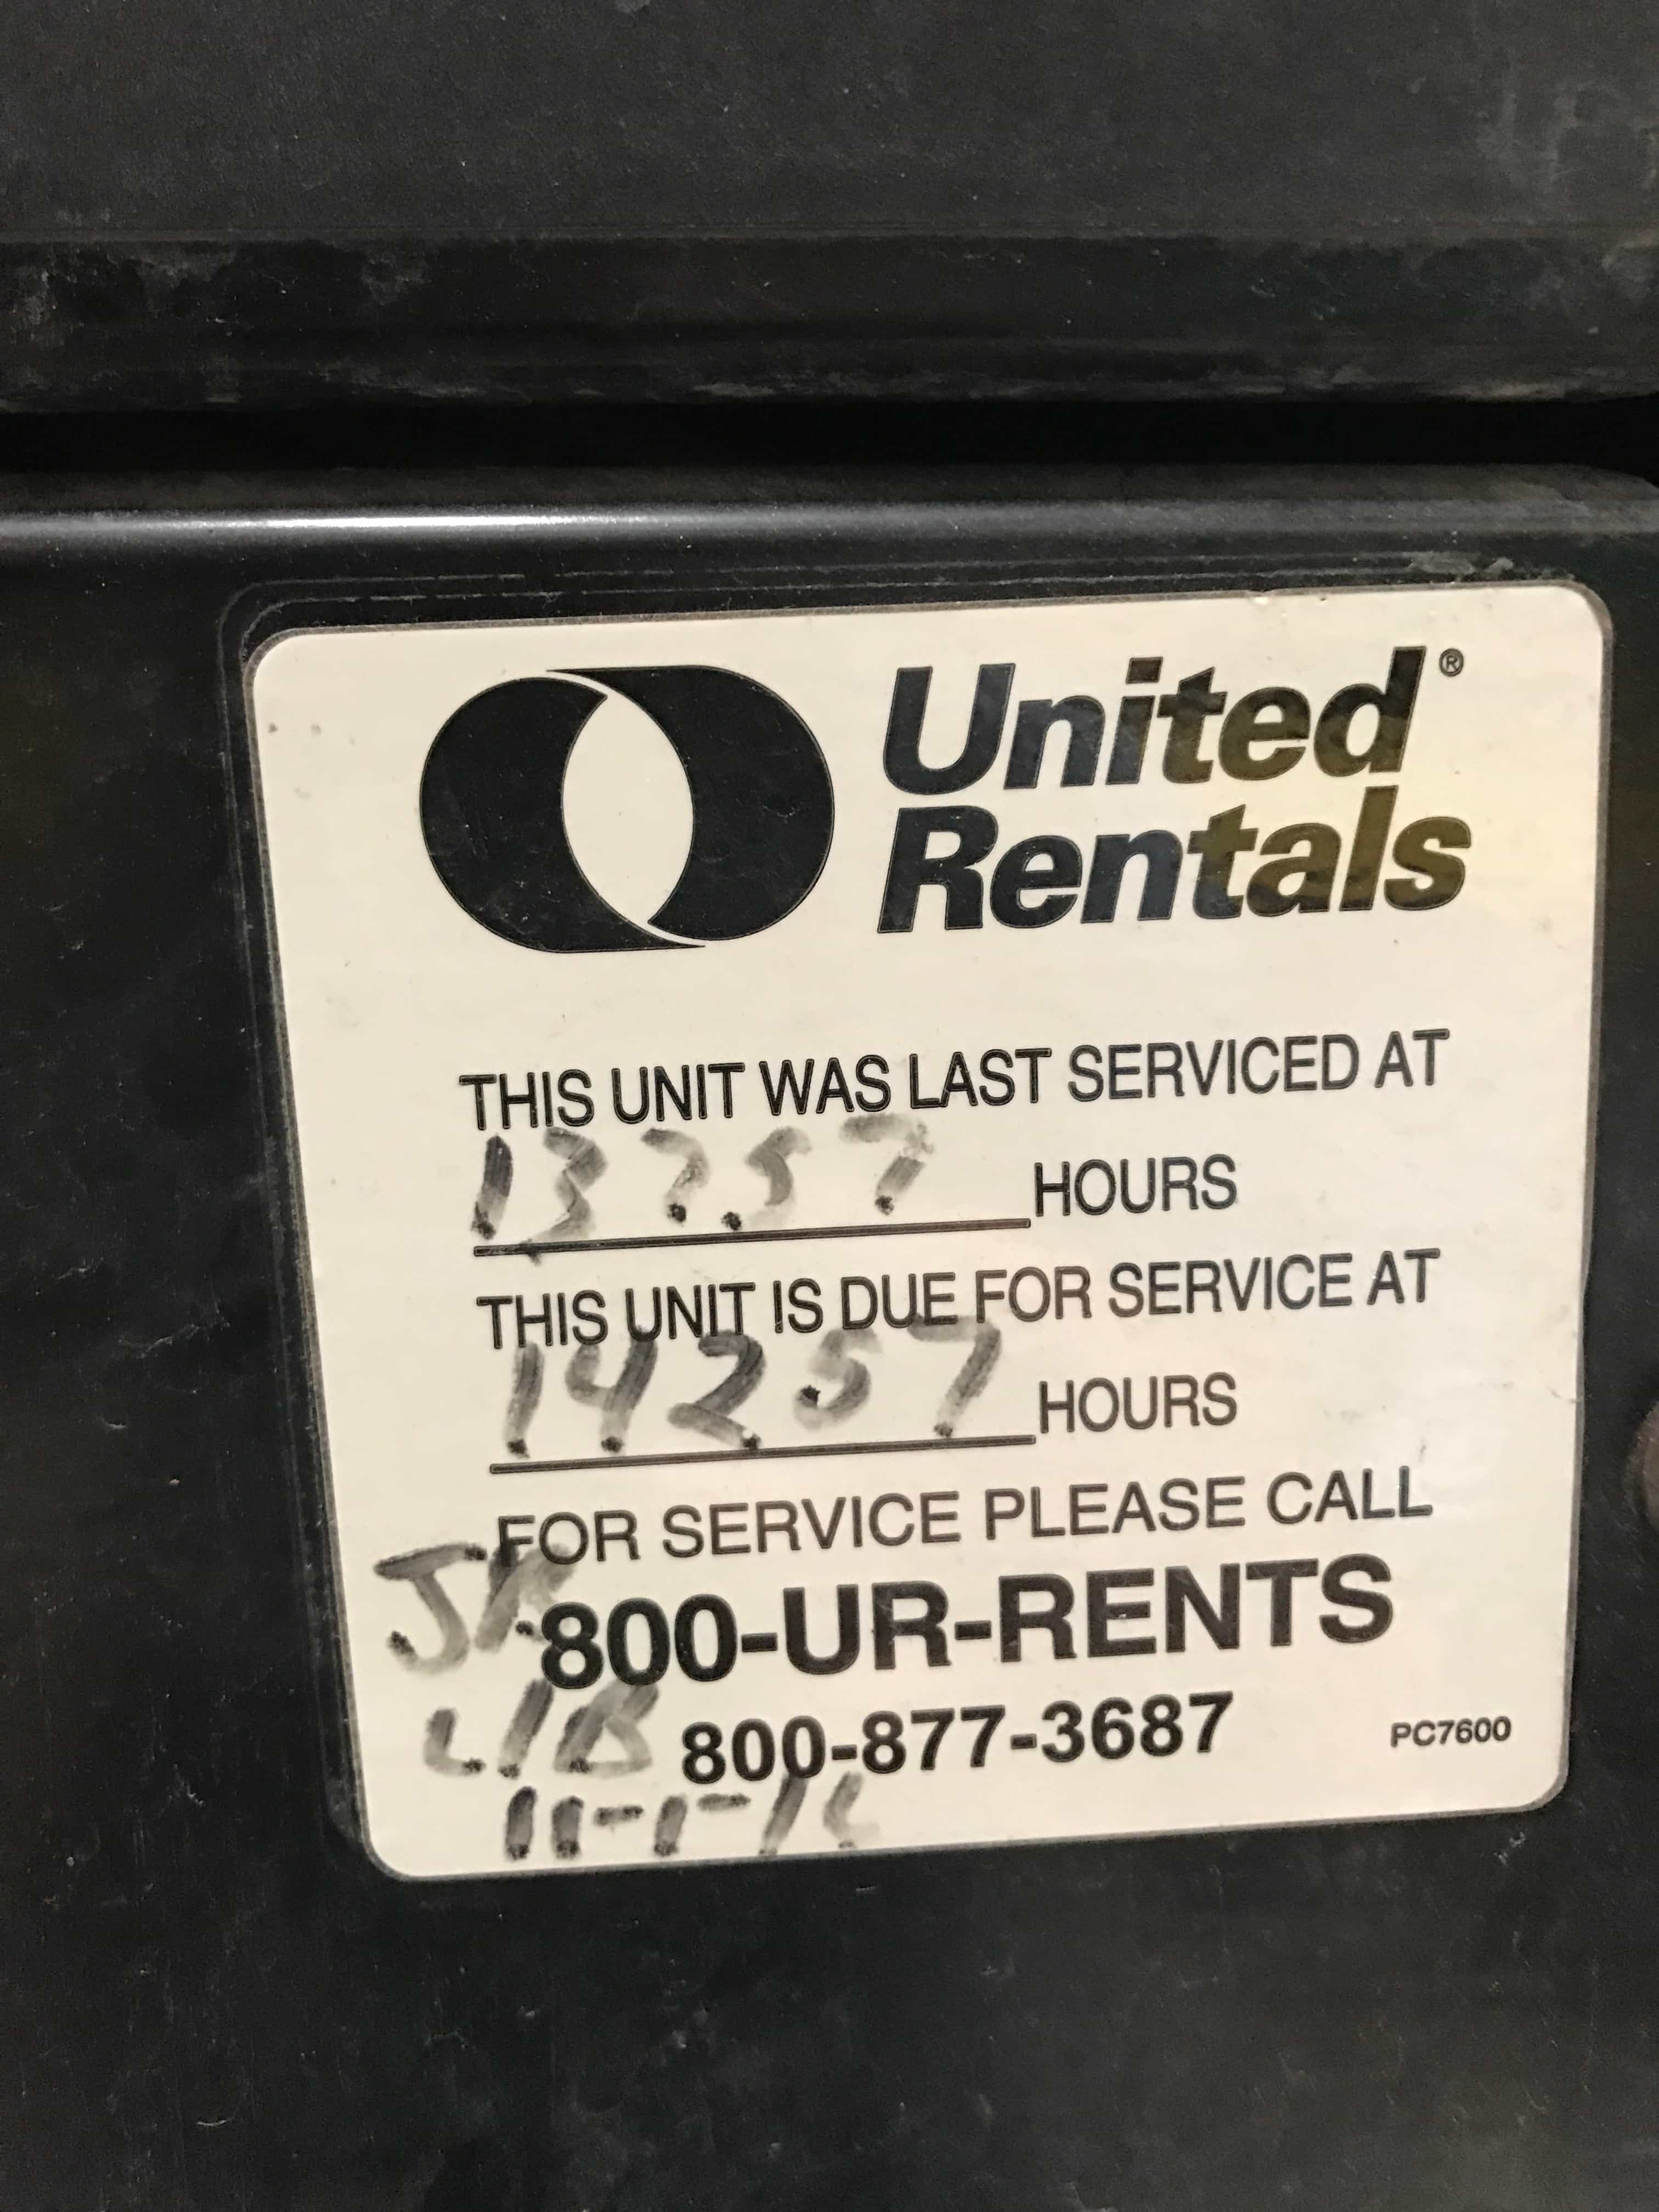 United®
Rentals
THIS UNIT WAS LAST SERVICED AT
13757 HOURS
THIS UNIT IS DUE FOR SERVICE AT
14257 HOURS
FOR SERVICE PLEASE CALL
800-UR-RENTS
800-877-3687
PC7600